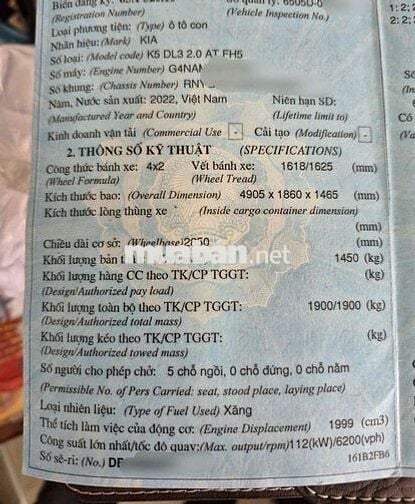 Biển đăng ký:
(Registration Number)
(Vehicle Inspection No.)
Loại phương tiện: (Type) ô tô con
Nhãn hiệu: (Mark) KIA
Số loại: (Model code) K5 DL3 2.0 AT FH5
Số máy: (Engine Number) G4NAM
Số khung: (Chassis Number) RNY
Năm, Nước sản xuất: 2022, Việt Nam Niên hạn SD:
(Manufactured Year and Country) (Lifetime limit to)
Kinh doanh vận tải (Commercial Use - Cải tạo (Modification) -
2. THÔNG SỐ KỸ THUẬT (SPECIFICATIONS)
Công thức bánh xe: 4x2 Vết bánh xe: 1618/1625 (mm)
(Wheel Formula) (Wheel Tread)
Kích thước bao: (Overall Dimension) 4905 x 1860 x 1465 (mm)
Kích thước lòng thùng xe (Inside cargo container dimension)
(mm)
Chiều dài cơ sở: (Wheelbase) (mm)
Khối lượng bản 1450 (kg)
Khối lượng hàng CC theo TK/CP TGGT: (kg)
(Design/Authorized pay load)
Khối lượng toàn bộ theo TK/CP TGGT: 1900/1900 (kg)
(Design/Authorized total mass)
Khối lượng kéo theo TK/CP TGGT: (kg)
(Design/Authorized towed mass)
Số người cho phép chở: 5 chỗ ngồi, 0 chỗ đứng, 0 chỗ nằm
(Permissible No. of Pers Carried: seat, stood place, laying place)
Loại nhiên liệu: (Type of Fuel Used) Xăng
Thể tích làm việc của động cơ: (Engine Displacement) 1999 (cm3)
Công suất lớn nhất/tốc độ quay:(Max. output/rpm)112(kW)/6200(vph)
Số sê-ri: (No.) DF 161B2FB6